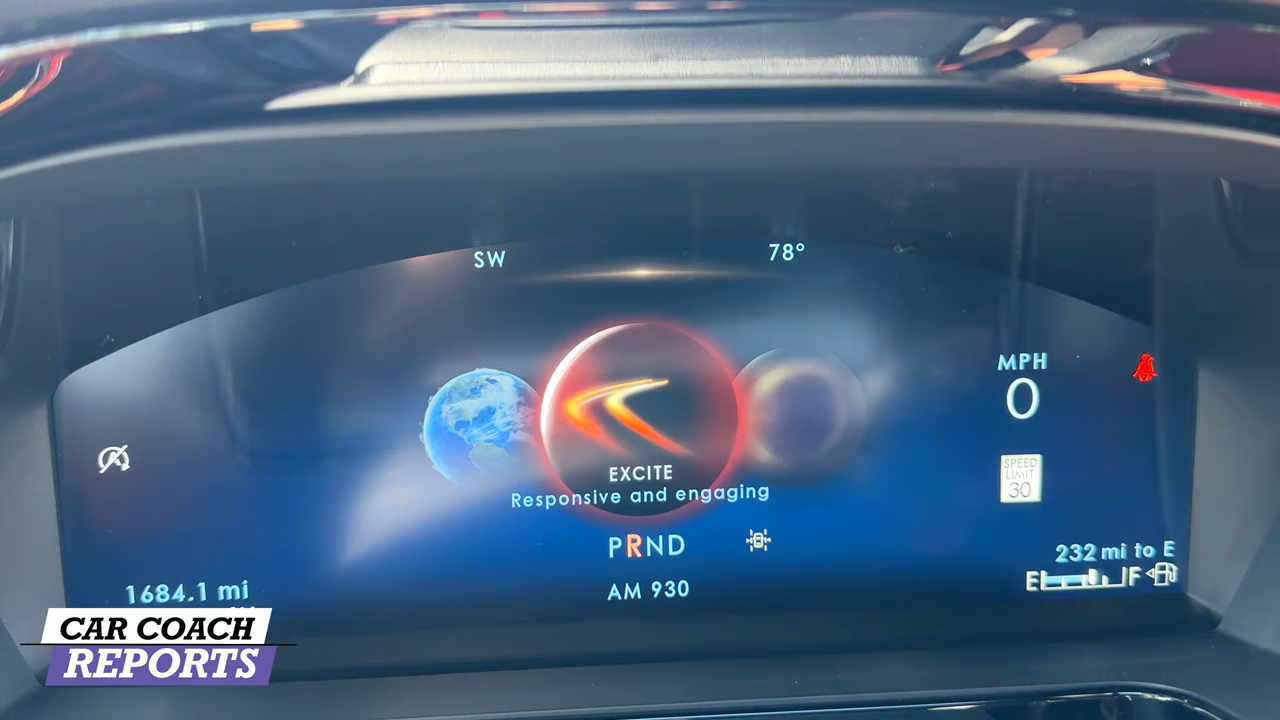 SW
78°
MPH
0
EXCITE
Responsive and engaging
SPEED
LIMIT
30
PRND
232 mi to E
E F
AM 930
1684.1 mi
CAR COACH
REPORTS